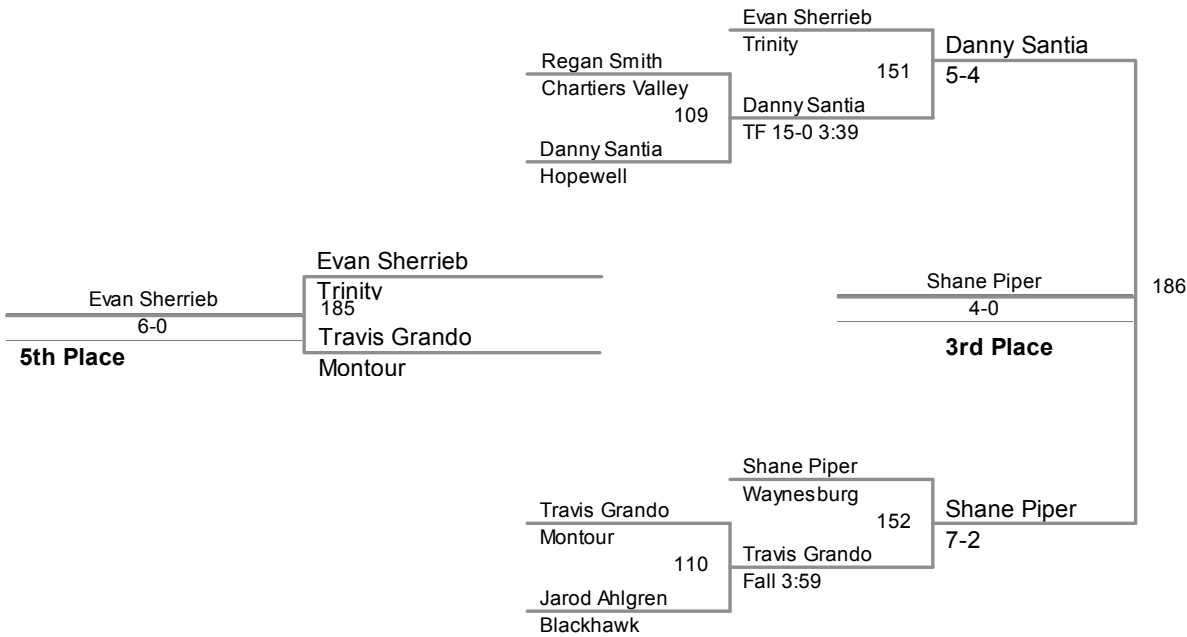 Evan Sherrieb
Trinity
151
Danny Santia
5-4
Regan Smith
Chartiers Valley
109
Danny Santia
TF 15-0 3:39
Danny Santia
Hopewell
Evan Sherrieb
Trinity
185
Travis Grando
Montour
Evan Sherrieb
6-0
5th Place
Shane Piper
4-0
3rd Place
186
Shane Piper
Waynesburg
152
Shane Piper
7-2
Travis Grando
Montour
110
Travis Grando
Fall 3:59
Jarod Ahlgren
Blackhawk